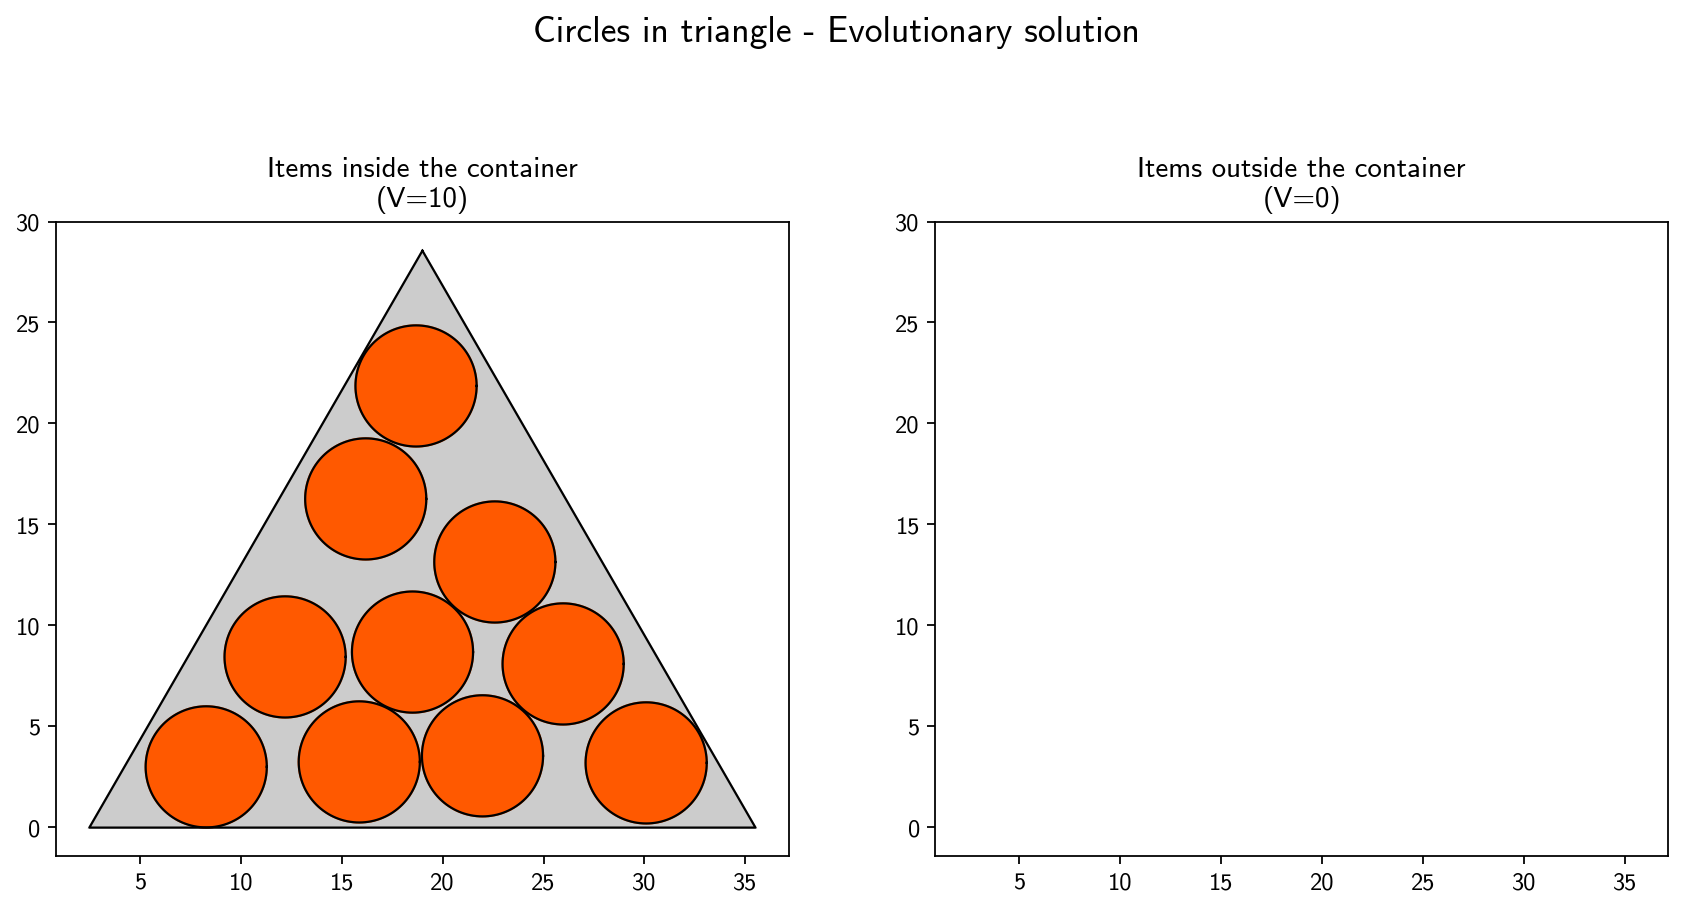 Circles in triangle - Evolutionary solution
Items inside the container
(V=10)
30
25
20
15
10
5
0
5 10 15 20 25 30 35
Items outside the container
(V=0)
30
25
20
15
10
5
0
5 10 15 20 25 30 35